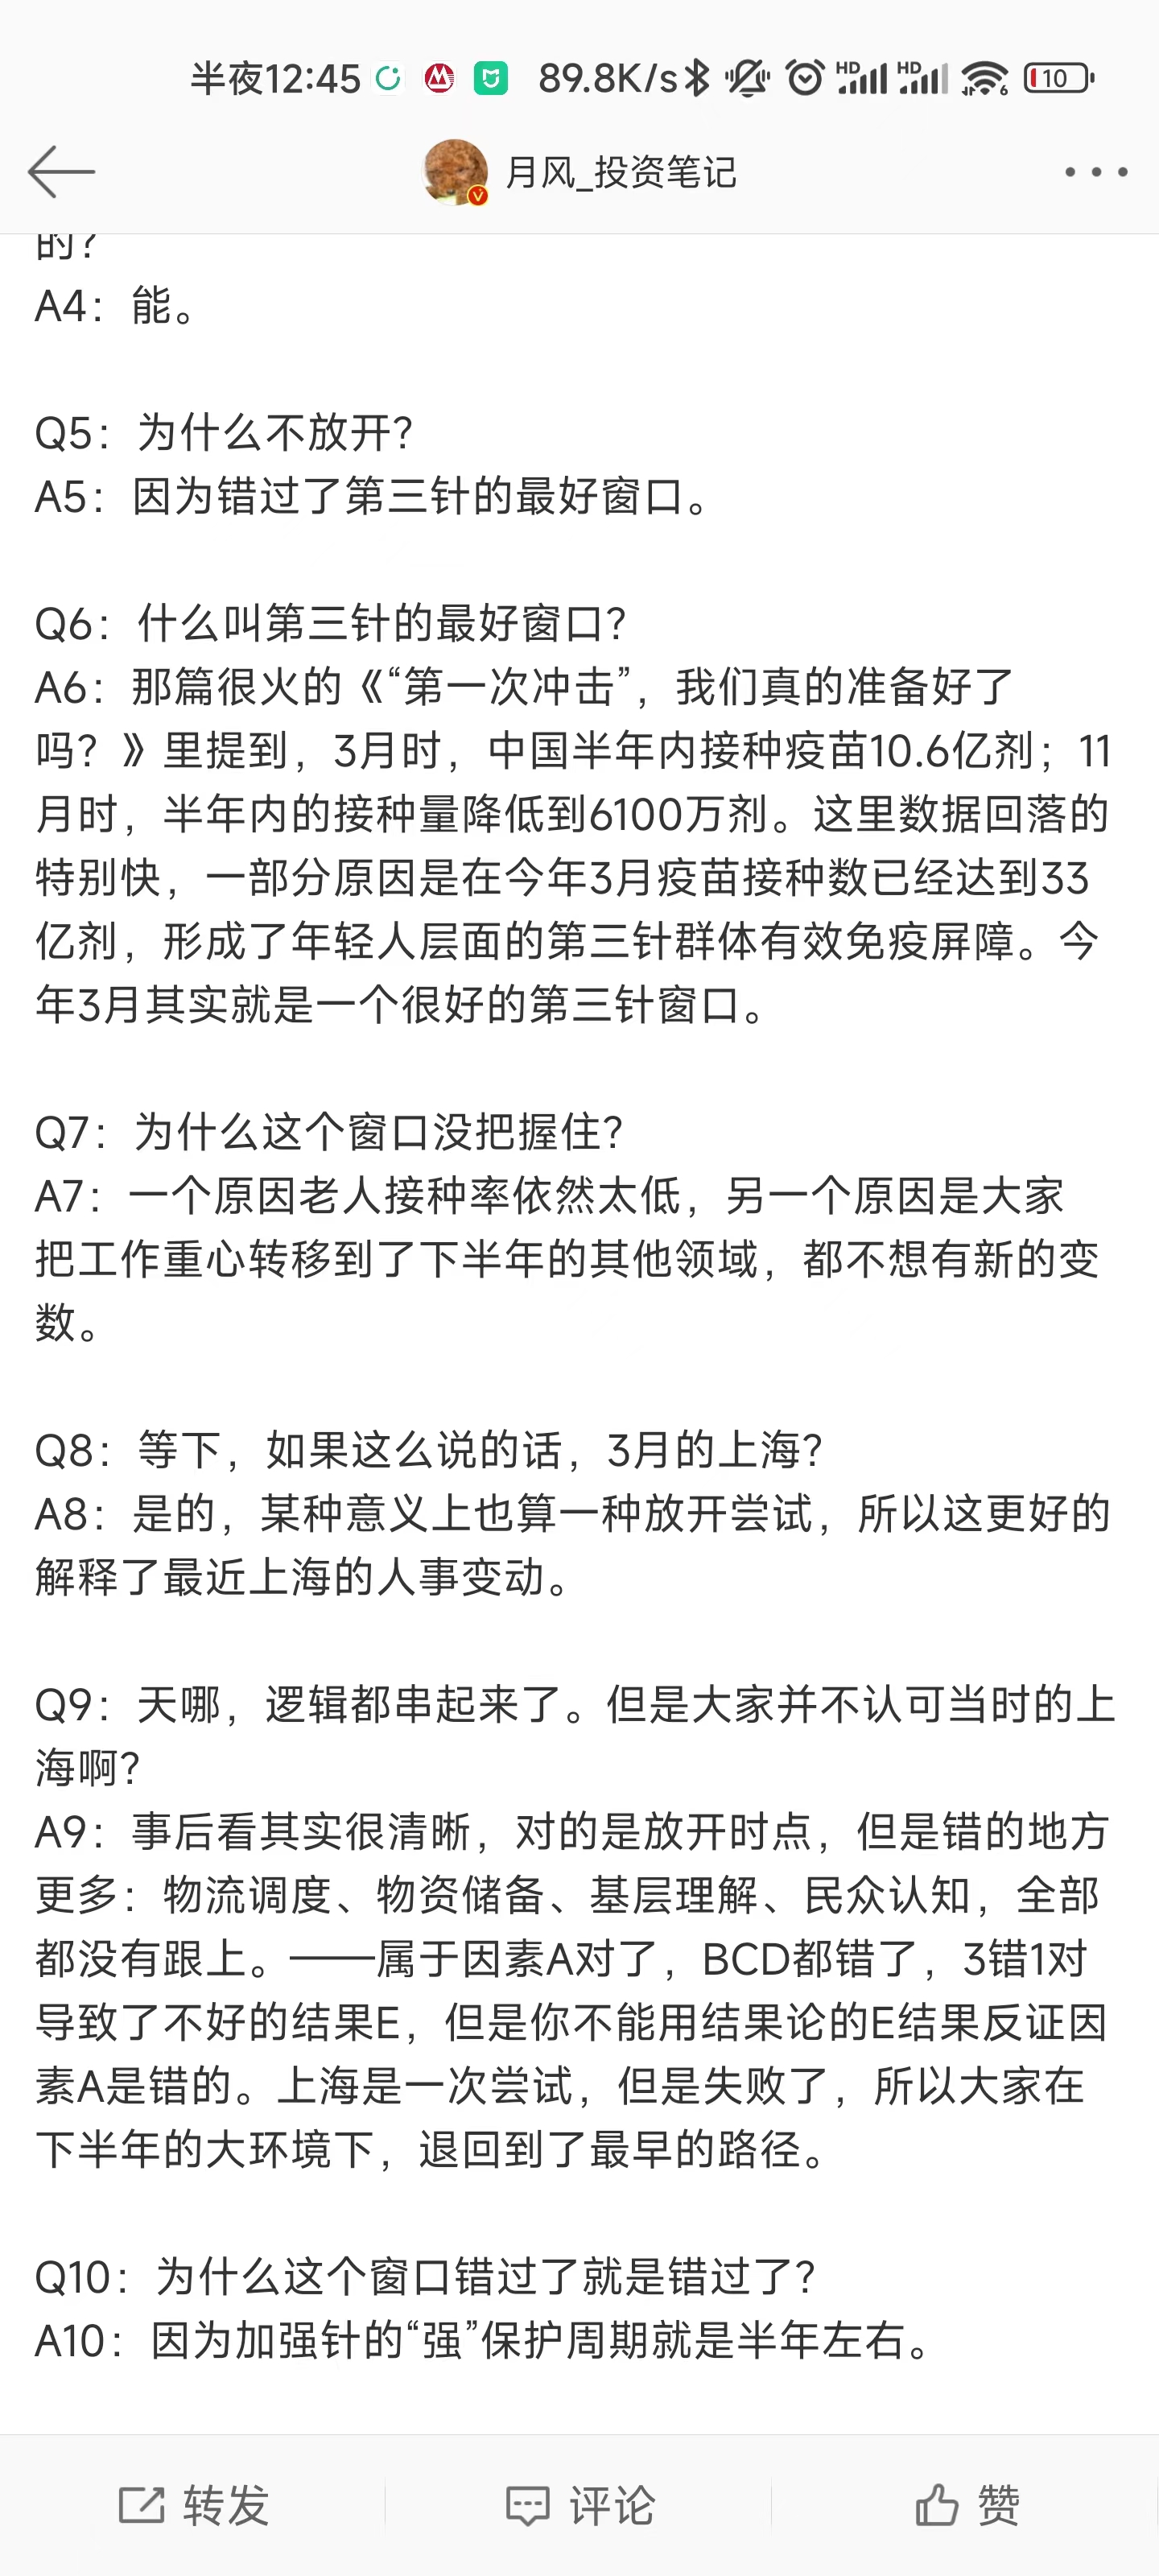 半夜12:45 89.8K/s HD HD 6 10
月风_投资笔记
的?
A4：能。
Q5：为什么不放开?
A5：因为错过了第三针的最好窗口。
Q6：什么叫第三针的最好窗口?
A6：那篇很火的《“第一次冲击”，我们真的准备好了
吗？》里提到，3月时，中国半年内接种疫苗10.6亿剂；11
月时，半年内的接种量降低到6100万剂。这里数据回落的
特别快，一部分原因是在今年3月疫苗接种数已经达到33
亿剂，形成了年轻人层面的第三针群体有效免疫屏障。今
年3月其实就是一个很好的第三针窗口。
Q7：为什么这个窗口没把握住?
A7：一个原因老人接种率依然太低，另一个原因是大家
把工作重心转移到了下半年的其他领域，都不想有新的变
数。
Q8：等下，如果这么说的话，3月的上海?
A8：是的，某种意义上也算一种放开尝试，所以这更好的
解释了最近上海的人事变动。
Q9：天哪，逻辑都串起来了。但是大家并不认可当时的上
海啊?
A9：事后看其实很清晰，对的是放开时点，但是错的地方
更多：物流调度、物资储备、基层理解、民众认知，全部
都没有跟上。——属于因素A对了，BCD都错了，3错1对
导致了不好的结果E，但是你不能用结果论的E结果反证因
素A是错的。上海是一次尝试，但是失败了，所以大家在
下半年的大环境下，退回到了最早的路径。
Q10：为什么这个窗口错过了就是错过了?
A10：因为加强针的“强”保护周期就是半年左右。
转发 评论 赞